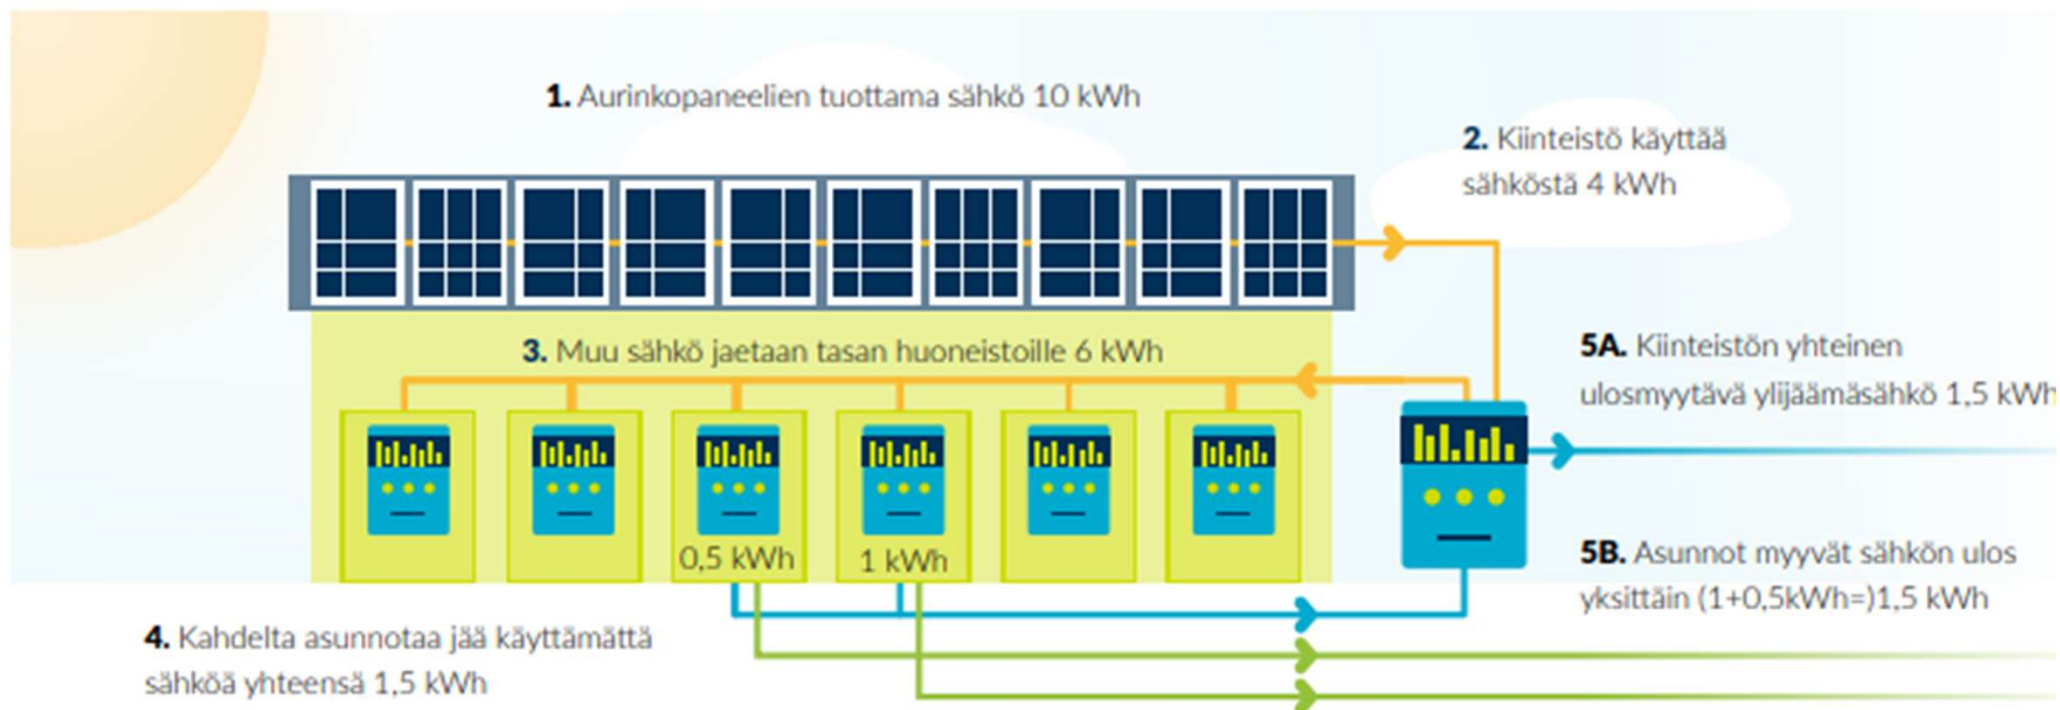 1. Aurinkopaneelien tuottama sähkö 10 kWh
2. Kiinteistö käyttää
sähköstä 4 kWh
3. Muu sähkö jaetaan tasan huoneistoille 6 kWh
5A. Kiinteistön yhteinen
ulosmyytävä ylijäämäsähkö 1,5 kWh
0,5 kWh
1 kWh
5B. Asunnot myyvät sähkön ulos
yksittäin (1+0,5kWh=)1,5 kWh
4. Kahdelta asunnotaa jää käyttämättä
sähköä yhteensä 1,5 kWh